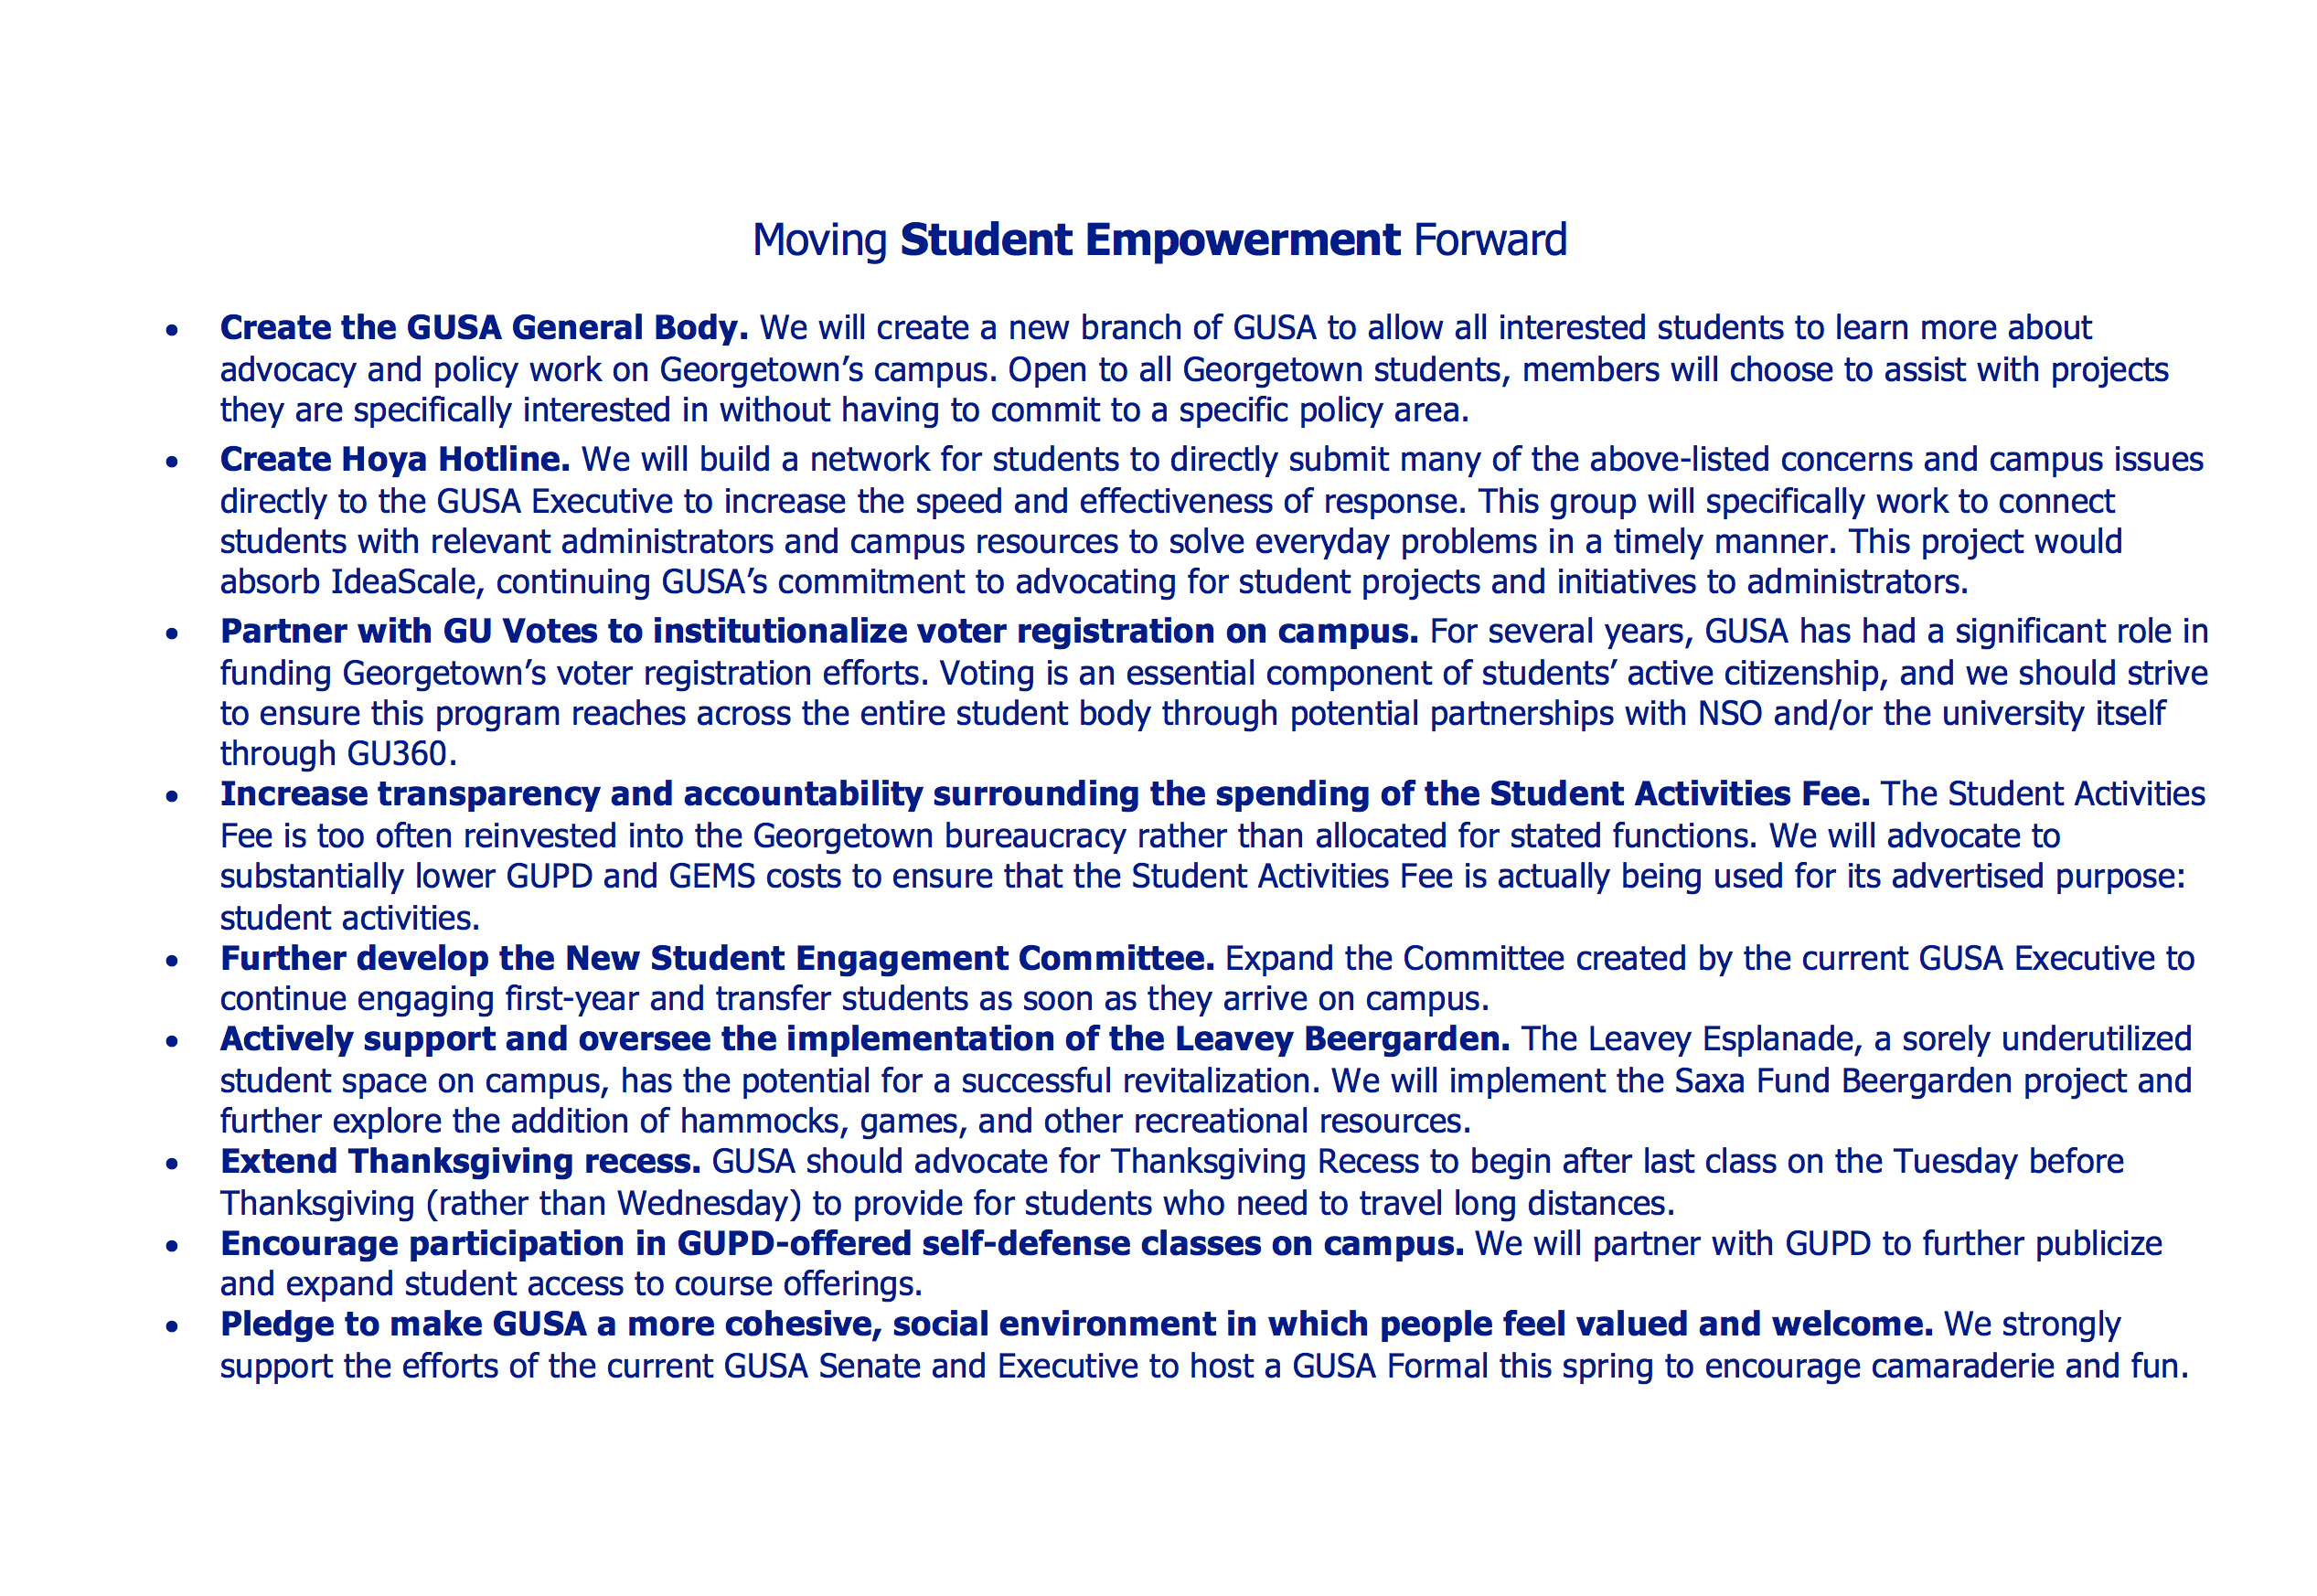 Moving Student Empowerment Forward
• Create the GUSA General Body. We will create a new branch of GUSA to allow all interested students to learn more about
advocacy and policy work on Georgetown’s campus. Open to all Georgetown students, members will choose to assist with projects
they are specifically interested in without having to commit to a specific policy area.
• Create Hoya Hotline. We will build a network for students to directly submit many of the above-listed concerns and campus issues
directly to the GUSA Executive to increase the speed and effectiveness of response. This group will specifically work to connect
students with relevant administrators and campus resources to solve everyday problems in a timely manner. This project would
absorb IdeaScale, continuing GUSA’s commitment to advocating for student projects and initiatives to administrators.
• Partner with GU Votes to institutionalize voter registration on campus. For several years, GUSA has had a significant role in
funding Georgetown’s voter registration efforts. Voting is an essential component of students’ active citizenship, and we should strive
to ensure this program reaches across the entire student body through potential partnerships with NSO and/or the university itself
through GU360.
• Increase transparency and accountability surrounding the spending of the Student Activities Fee. The Student Activities
Fee is too often reinvested into the Georgetown bureaucracy rather than allocated for stated functions. We will advocate to
substantially lower GUPD and GEMS costs to ensure that the Student Activities Fee is actually being used for its advertised purpose:
student activities.
• Further develop the New Student Engagement Committee. Expand the Committee created by the current GUSA Executive to
continue engaging first-year and transfer students as soon as they arrive on campus.
• Actively support and oversee the implementation of the Leavey Beergarden. The Leavey Esplanade, a sorely underutilized
student space on campus, has the potential for a successful revitalization. We will implement the Saxa Fund Beergarden project and
further explore the addition of hammocks, games, and other recreational resources.
• Extend Thanksgiving recess. GUSA should advocate for Thanksgiving Recess to begin after last class on the Tuesday before
Thanksgiving (rather than Wednesday) to provide for students who need to travel long distances.
• Encourage participation in GUPD-offered self-defense classes on campus. We will partner with GUPD to further publicize
and expand student access to course offerings.
• Pledge to make GUSA a more cohesive, social environment in which people feel valued and welcome. We strongly
support the efforts of the current GUSA Senate and Executive to host a GUSA Formal this spring to encourage camaraderie and fun.